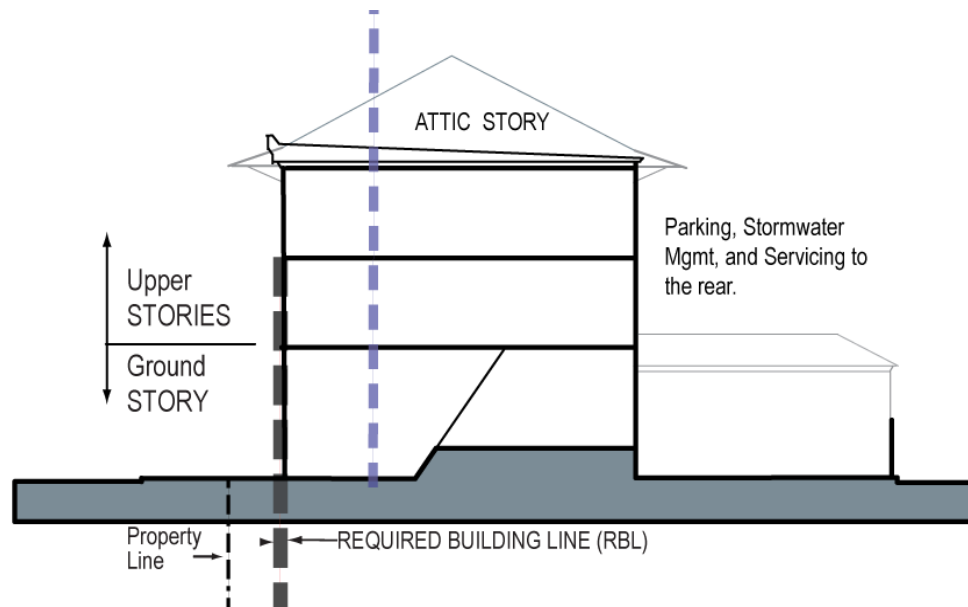 ATTIC STORY
Parking, Stormwater
Mgmt, and Servicing to
the rear.
Upper
STORIES
Ground
STORY
Property
Line
REQUIRED BUILDING LINE (RBL)